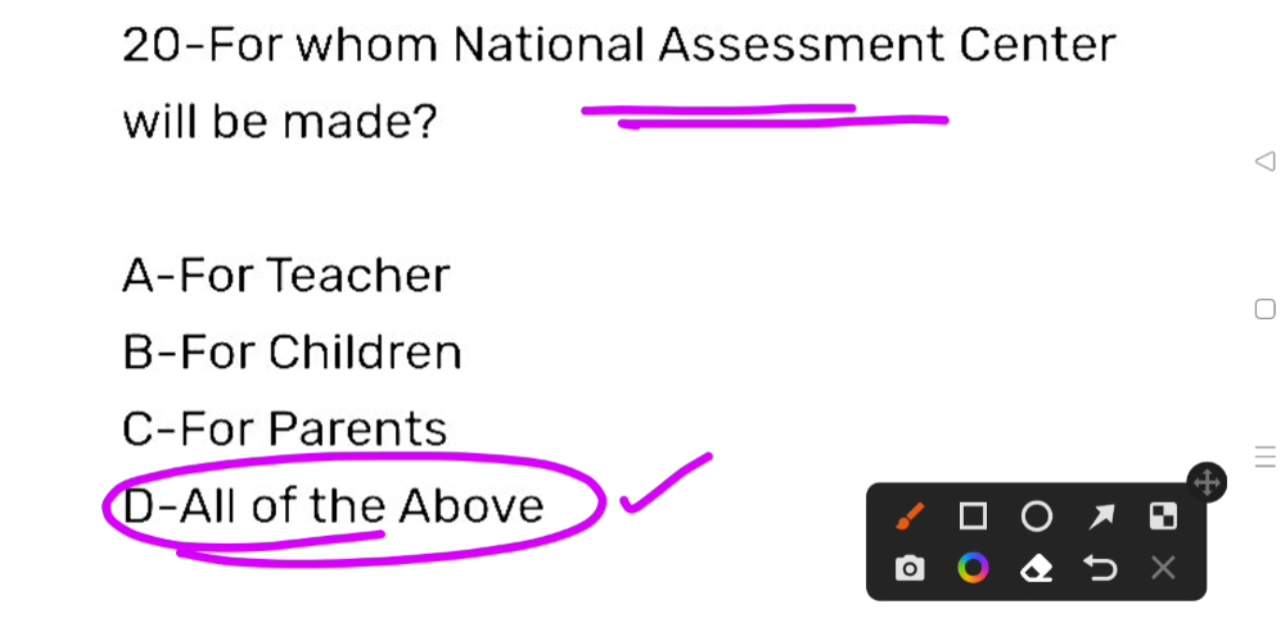 20-For whom National Assessment Center
will be made?
A-For Teacher
B-For Children
C-For Parents
D-All of the Above